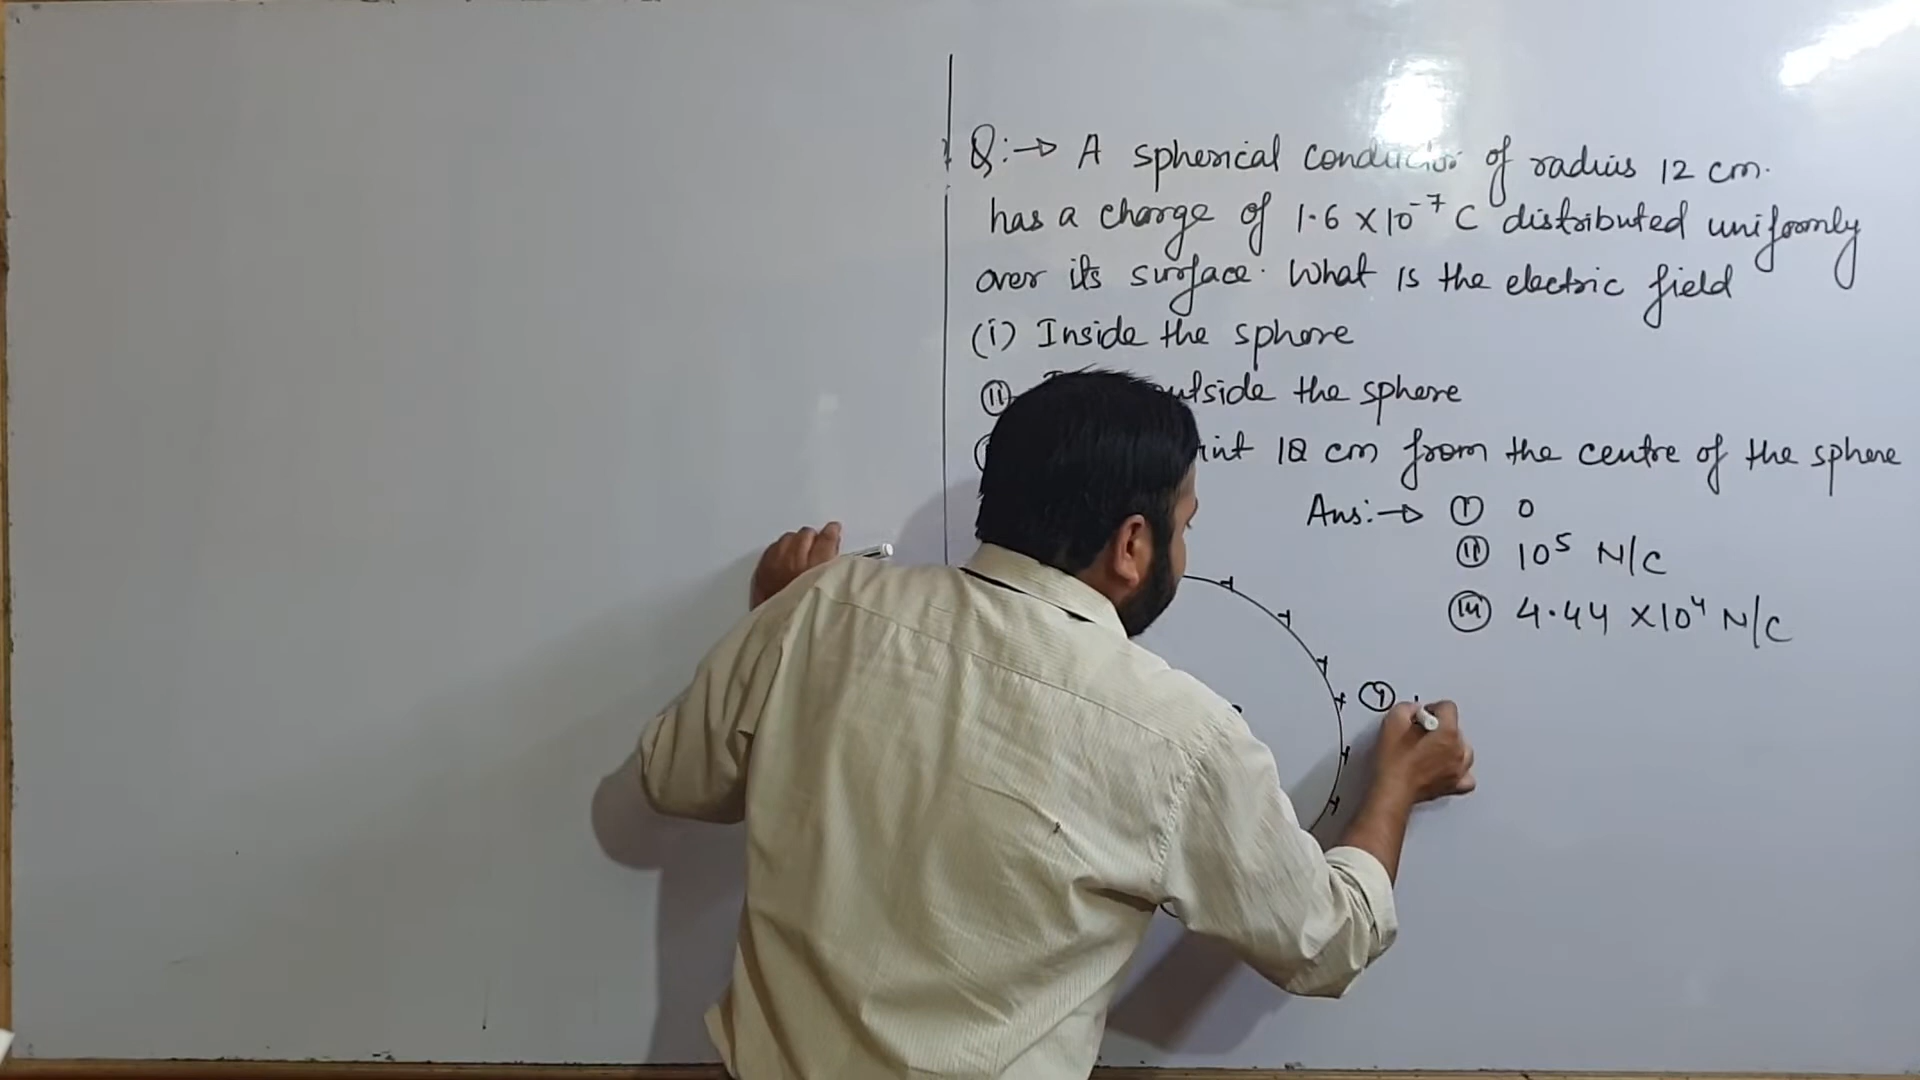 Q:→ A spherical conductor of radius 12 cm.
has a charge of 1.6 × 10⁻⁷ C distributed uniformly
over its surface. What is the electric field
(i) Inside the sphere
(ii) outside the sphere
18 cm from the centre of the sphere
Ans:→ (i) 0
(ii) 10⁵ N/C
(iii) 4.44 × 10⁴ N/C